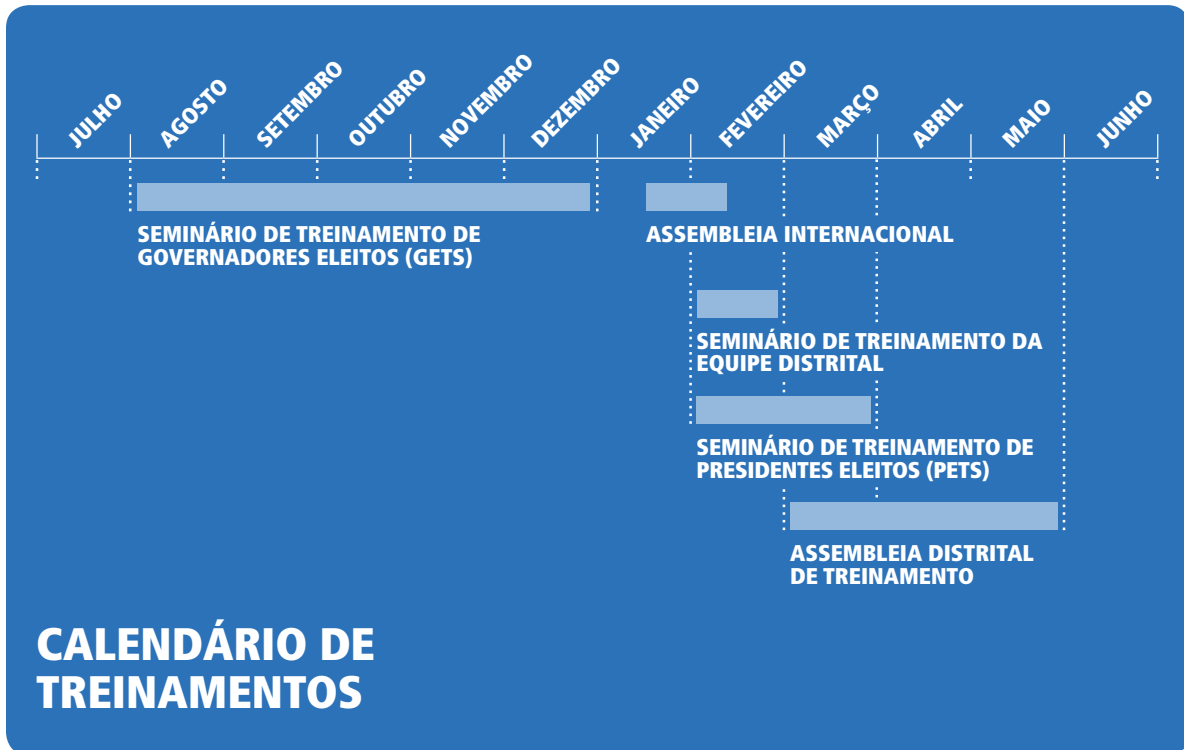 JULHO
AGOSTO
SETEMBRO
OUTUBRO
NOVEMBRO
DEZEMBRO
JANEIRO
FEVEREIRO
MARÇO
ABRIL
MAIO
JUNHO
SEMINÁRIO DE TREINAMENTO DE
GOVERNADORES ELEITOS (GETS)
ASSEMBLEIA INTERNACIONAL
SEMINÁRIO DE TREINAMENTO DA
EQUIPE DISTRITAL
SEMINÁRIO DE TREINAMENTO DE
PRESIDENTES ELEITOS (PETS)
ASSEMBLEIA DISTRITAL
DE TREINAMENTO
CALENDÁRIO DE
TREINAMENTOS